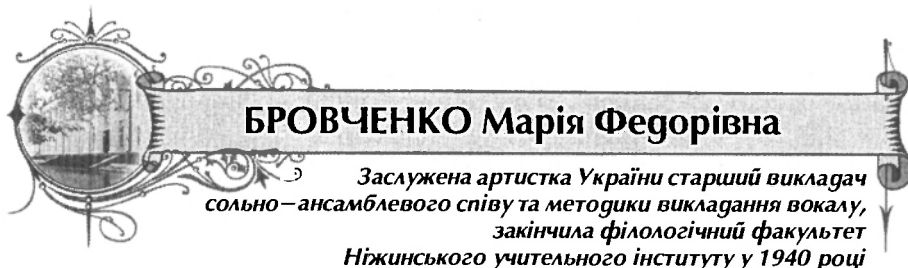 БРОВЧЕНКО Марія Федорівна
Заслужена артистка України старший викладач
сольно–ансамблевого співу та методики викладання вокалу,
закінчила філологічний факультет
Ніжинського учительного інституту у 1940 році